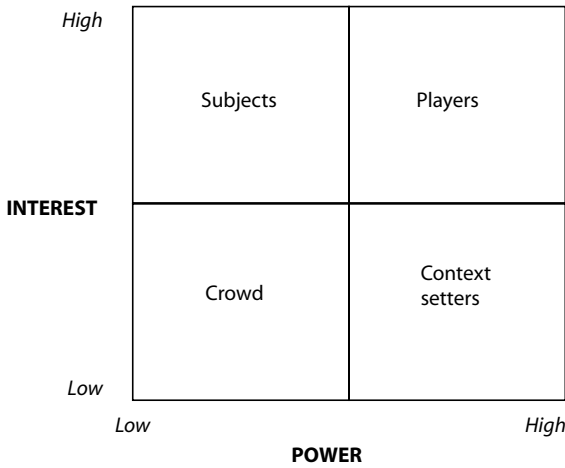 High
Subjects
Players
INTEREST
Crowd
Context
setters
Low
Low
High
POWER